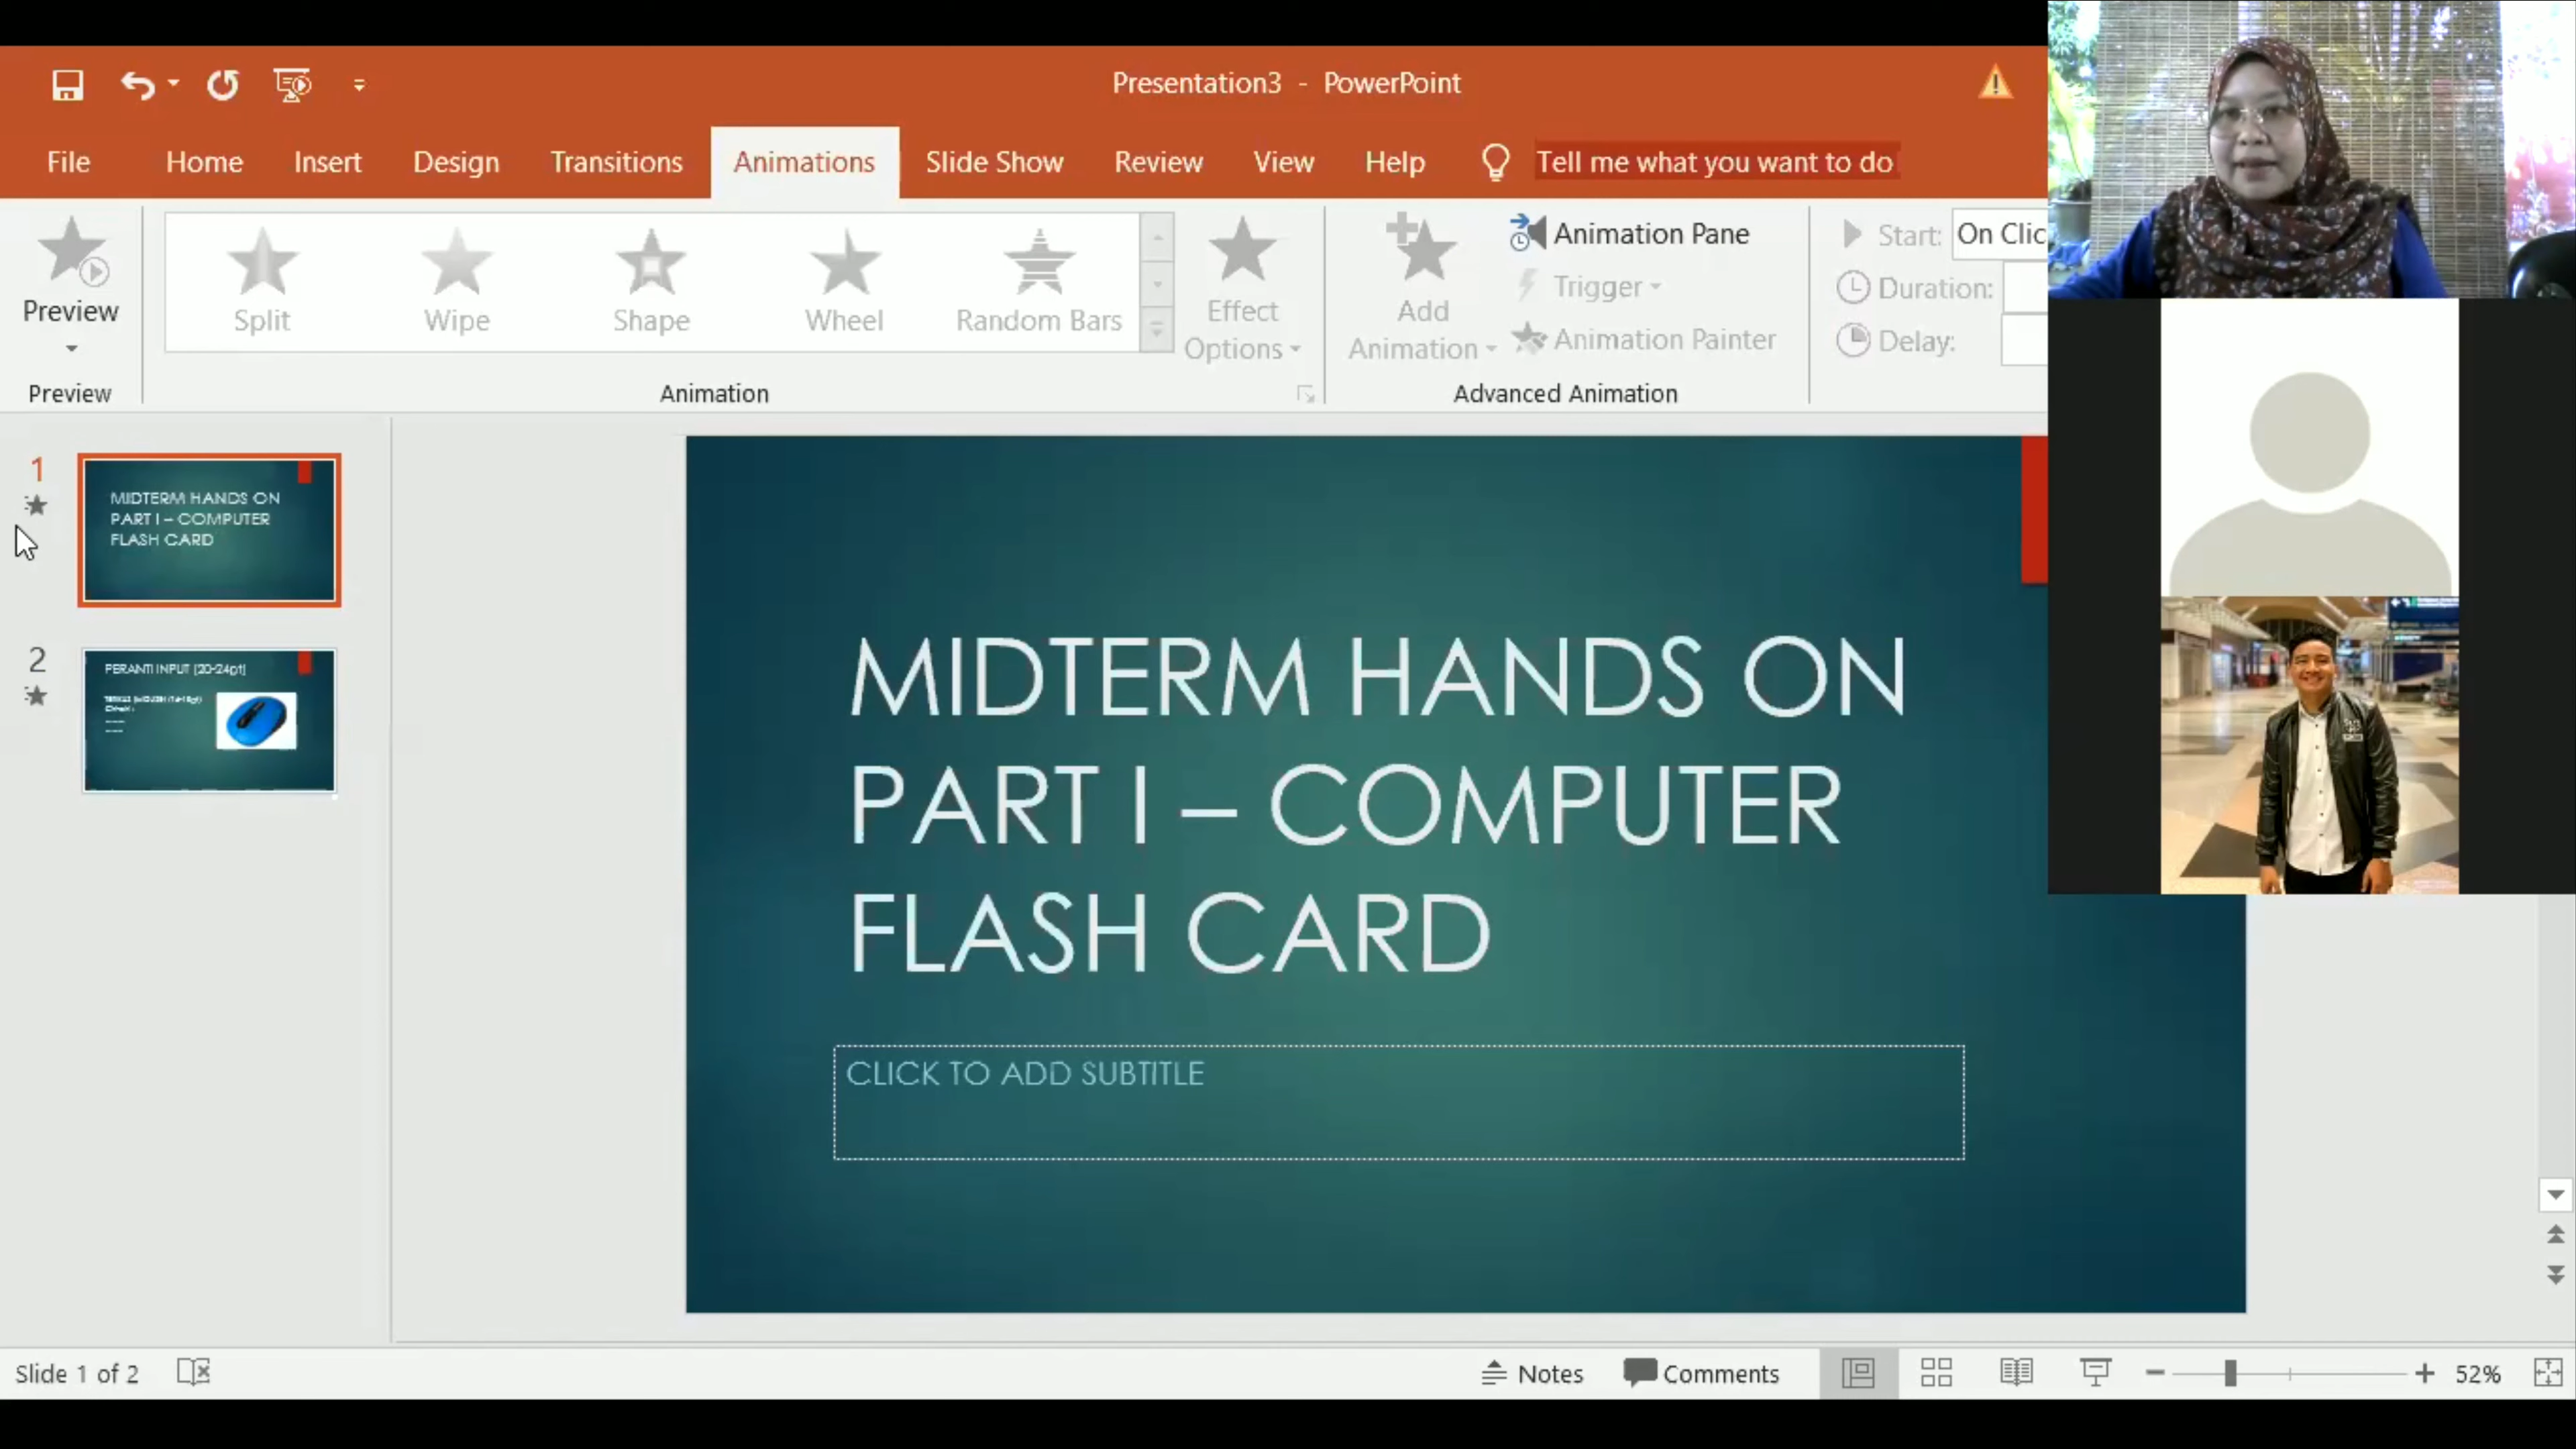 Presentation3 - PowerPoint
File Home Insert Design Transitions Animations Slide Show Review View Help Tell me what you want to do
Preview
Split Wipe Shape Wheel Random Bars
Effect Options
Add Animation
Animation Pane
Trigger
Animation Painter
Start: On Clic
Duration:
Delay:
Preview Animation Advanced Animation
1
MIDTERM HANDS ON
PART I – COMPUTER
FLASH CARD
2
PERANTI INPUT (20-24pt)
MIDTERM HANDS ON
PART I – COMPUTER
FLASH CARD
CLICK TO ADD SUBTITLE
Slide 1 of 2 Notes Comments 52%